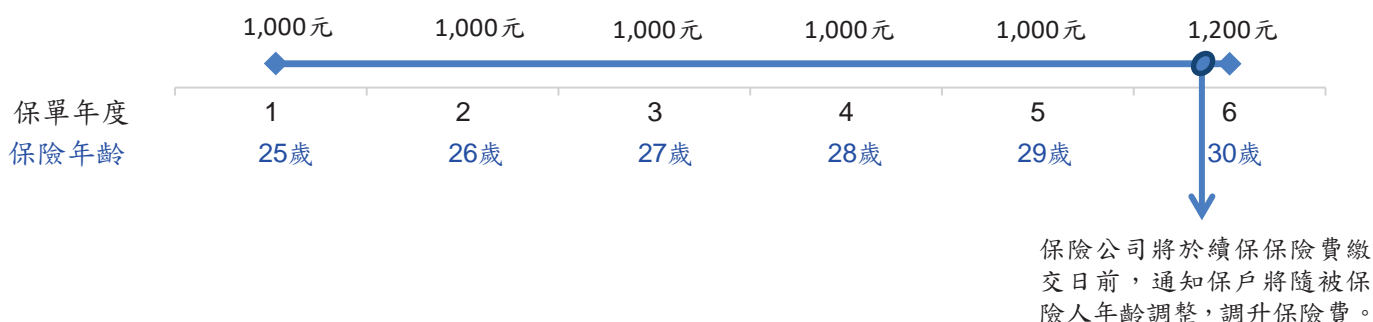 1,000元 1,000元 1,000元 1,000元 1,000元 1,200元
保單年度 1 2 3 4 5 6
保險年齡 25歲 26歲 27歲 28歲 29歲 30歲
保險公司將於續保保險費繳
交日前，通知保戶將隨被保
險人年齡調整，調升保險費。